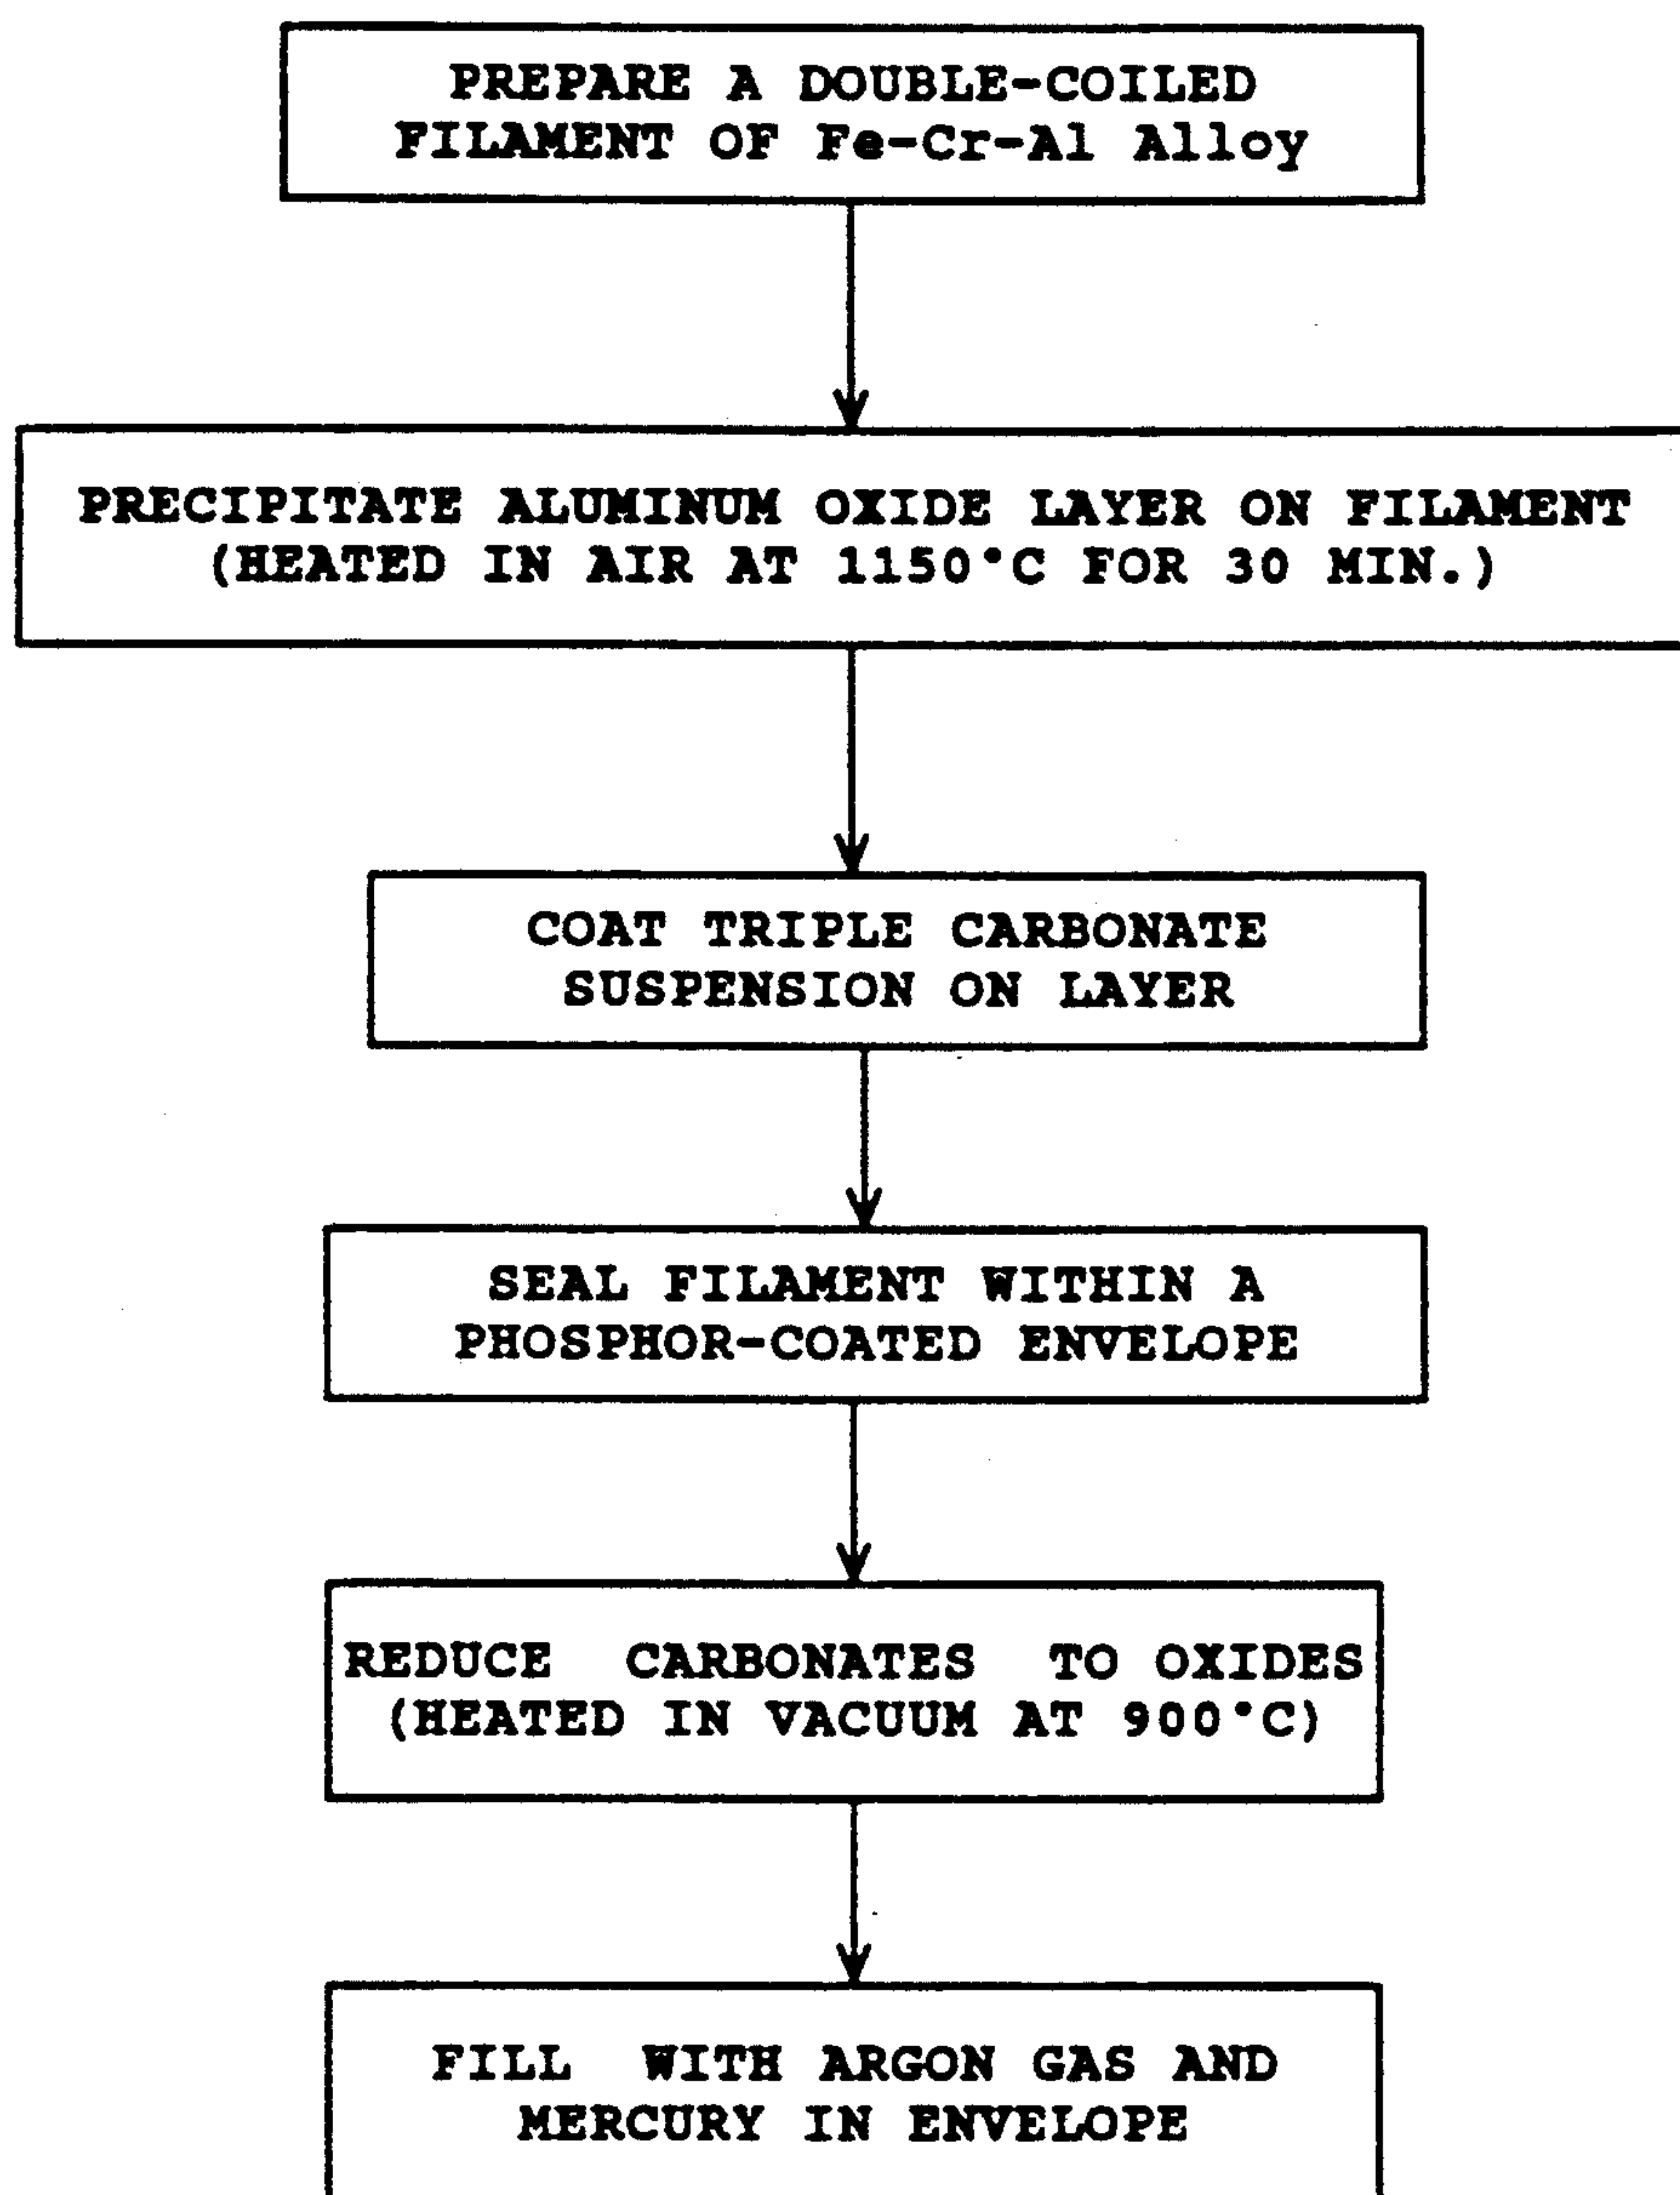 PREPARE A DOUBLE-COILED
FILAMENT OF Fe-Cr-Al Alloy
PRECIPITATE ALUMINUM OXIDE LAYER ON FILAMENT
(HEATED IN AIR AT 1150°C FOR 30 MIN.)
COAT TRIPLE CARBONATE
SUSPENSION ON LAYER
SEAL FILAMENT WITHIN A
PHOSPHOR-COATED ENVELOPE
REDUCE CARBONATES TO OXIDES
(HEATED IN VACUUM AT 900°C)
FILL WITH ARGON GAS AND
MERCURY IN ENVELOPE